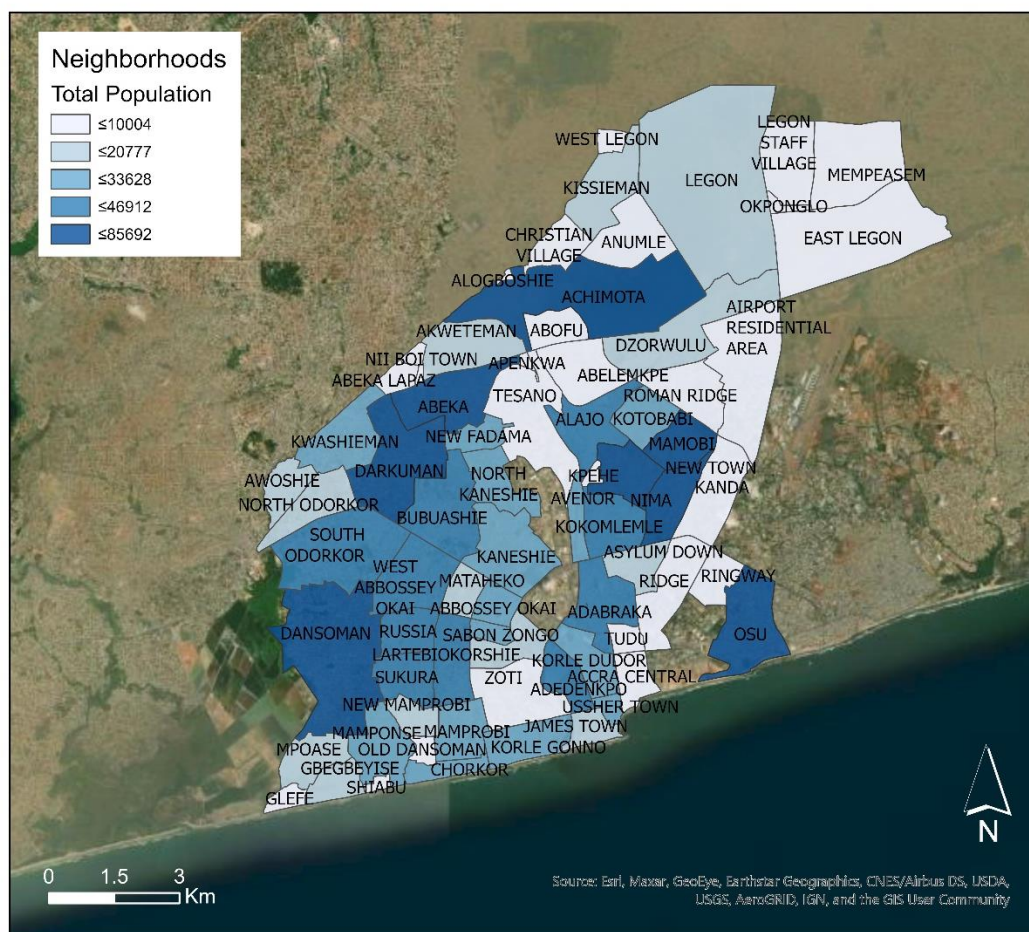 Neighborhoods
Total Population
≤10004
≤20777
≤33628
≤46912
≤85692
LEGON
STAFF
VILLAGE
WEST LEGON
MEMPEASEM
KISSIEMAN
LEGON
OKPONGLO
CHRISTIAN
VILLAGE
ANUMLE
EAST LEGON
ALOGBOSHIE
ACHIMOTA
AIRPORT
RESIDENTIAL
AREA
AKWETEMAN
ABOFU
DZORWULU
NII BOI TOWN
APENKWA
ABEKA LAPAZ
ABELEMKPE
TESANO
ROMAN RIDGE
ABEKA
ALAJO
KOTOBABI
KWASHIEMAN
NEW FADAMA
MAMOBI
DARKUMAN
NORTH
KANESHIE
KPEHE
NEW TOWN
KANDA
AWOSHIE
AVENOR
NIMA
NORTH ODORKOR
BUBUASHIE
KOKOMLEMLE
SOUTH
ODORKOR
KANESHIE
ASYLUM DOWN
WEST
ABBOSSEY
OKAI
MATAHEKO
RIDGE
RINGWAY
ABBOSSEY OKAI
ADABRAKA
DANSOMAN
RUSSIA
SABON ZONGO
TUDU
OSU
LARTEBIOKORSHIE
KORLE DUDOR
SUKURA
ZOTI
ACCRA CENTRAL
ADEDENKPO
NEW MAMPROBI
USSHER TOWN
MAMPONSE
MAMPROBI
JAMES TOWN
MPOASE
OLD DANSOMAN
KORLE GONNO
GBEGBEYISE
CHORKOR
SHIABU
GLEFE
N
0 1.5 3
Km
Source: Esri, Maxar, GeoEye, Earthstar Geographics, CNES/Airbus DS, USDA,
USGS, AeroGRID, IGN, and the GIS User Community